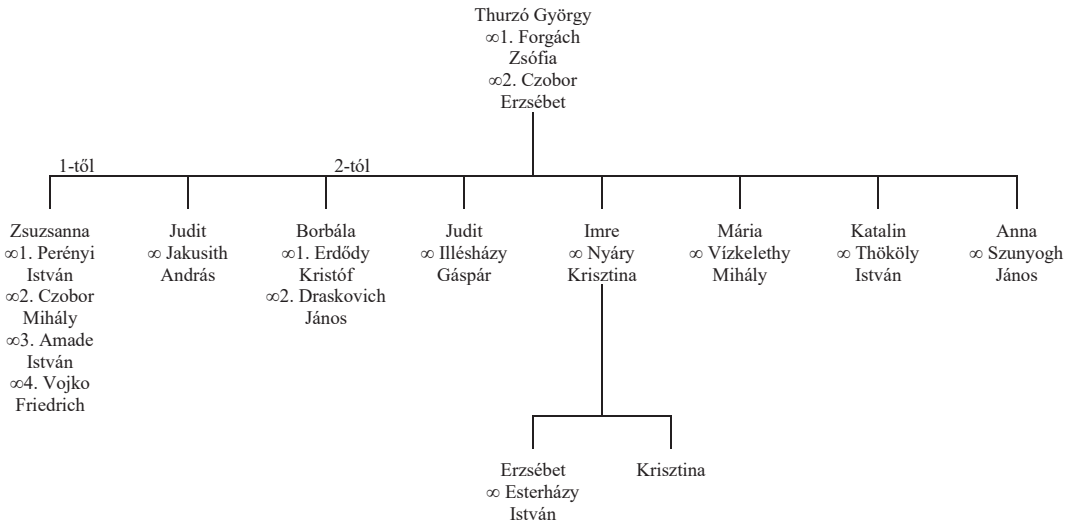 Thurzó György
∞1. Forgách
Zsófia
∞2. Czobor
Erzsébet
1-től
2-tól
Zsuzsanna
∞1. Perényi
István
∞2. Czobor
Mihály
∞3. Amade
István
∞4. Vojko
Friedrich
Judit
∞ Jakusith
András
Borbála
∞1. Erdődy
Kristóf
∞2. Draskovich
János
Judit
∞ Illésházy
Gáspár
Imre
∞ Nyáry
Krisztina
Mária
∞ Vízkelethy
Mihály
Katalin
∞ Thököly
István
Anna
∞ Szunyogh
János
Erzsébet
∞ Esterházy
István
Krisztina